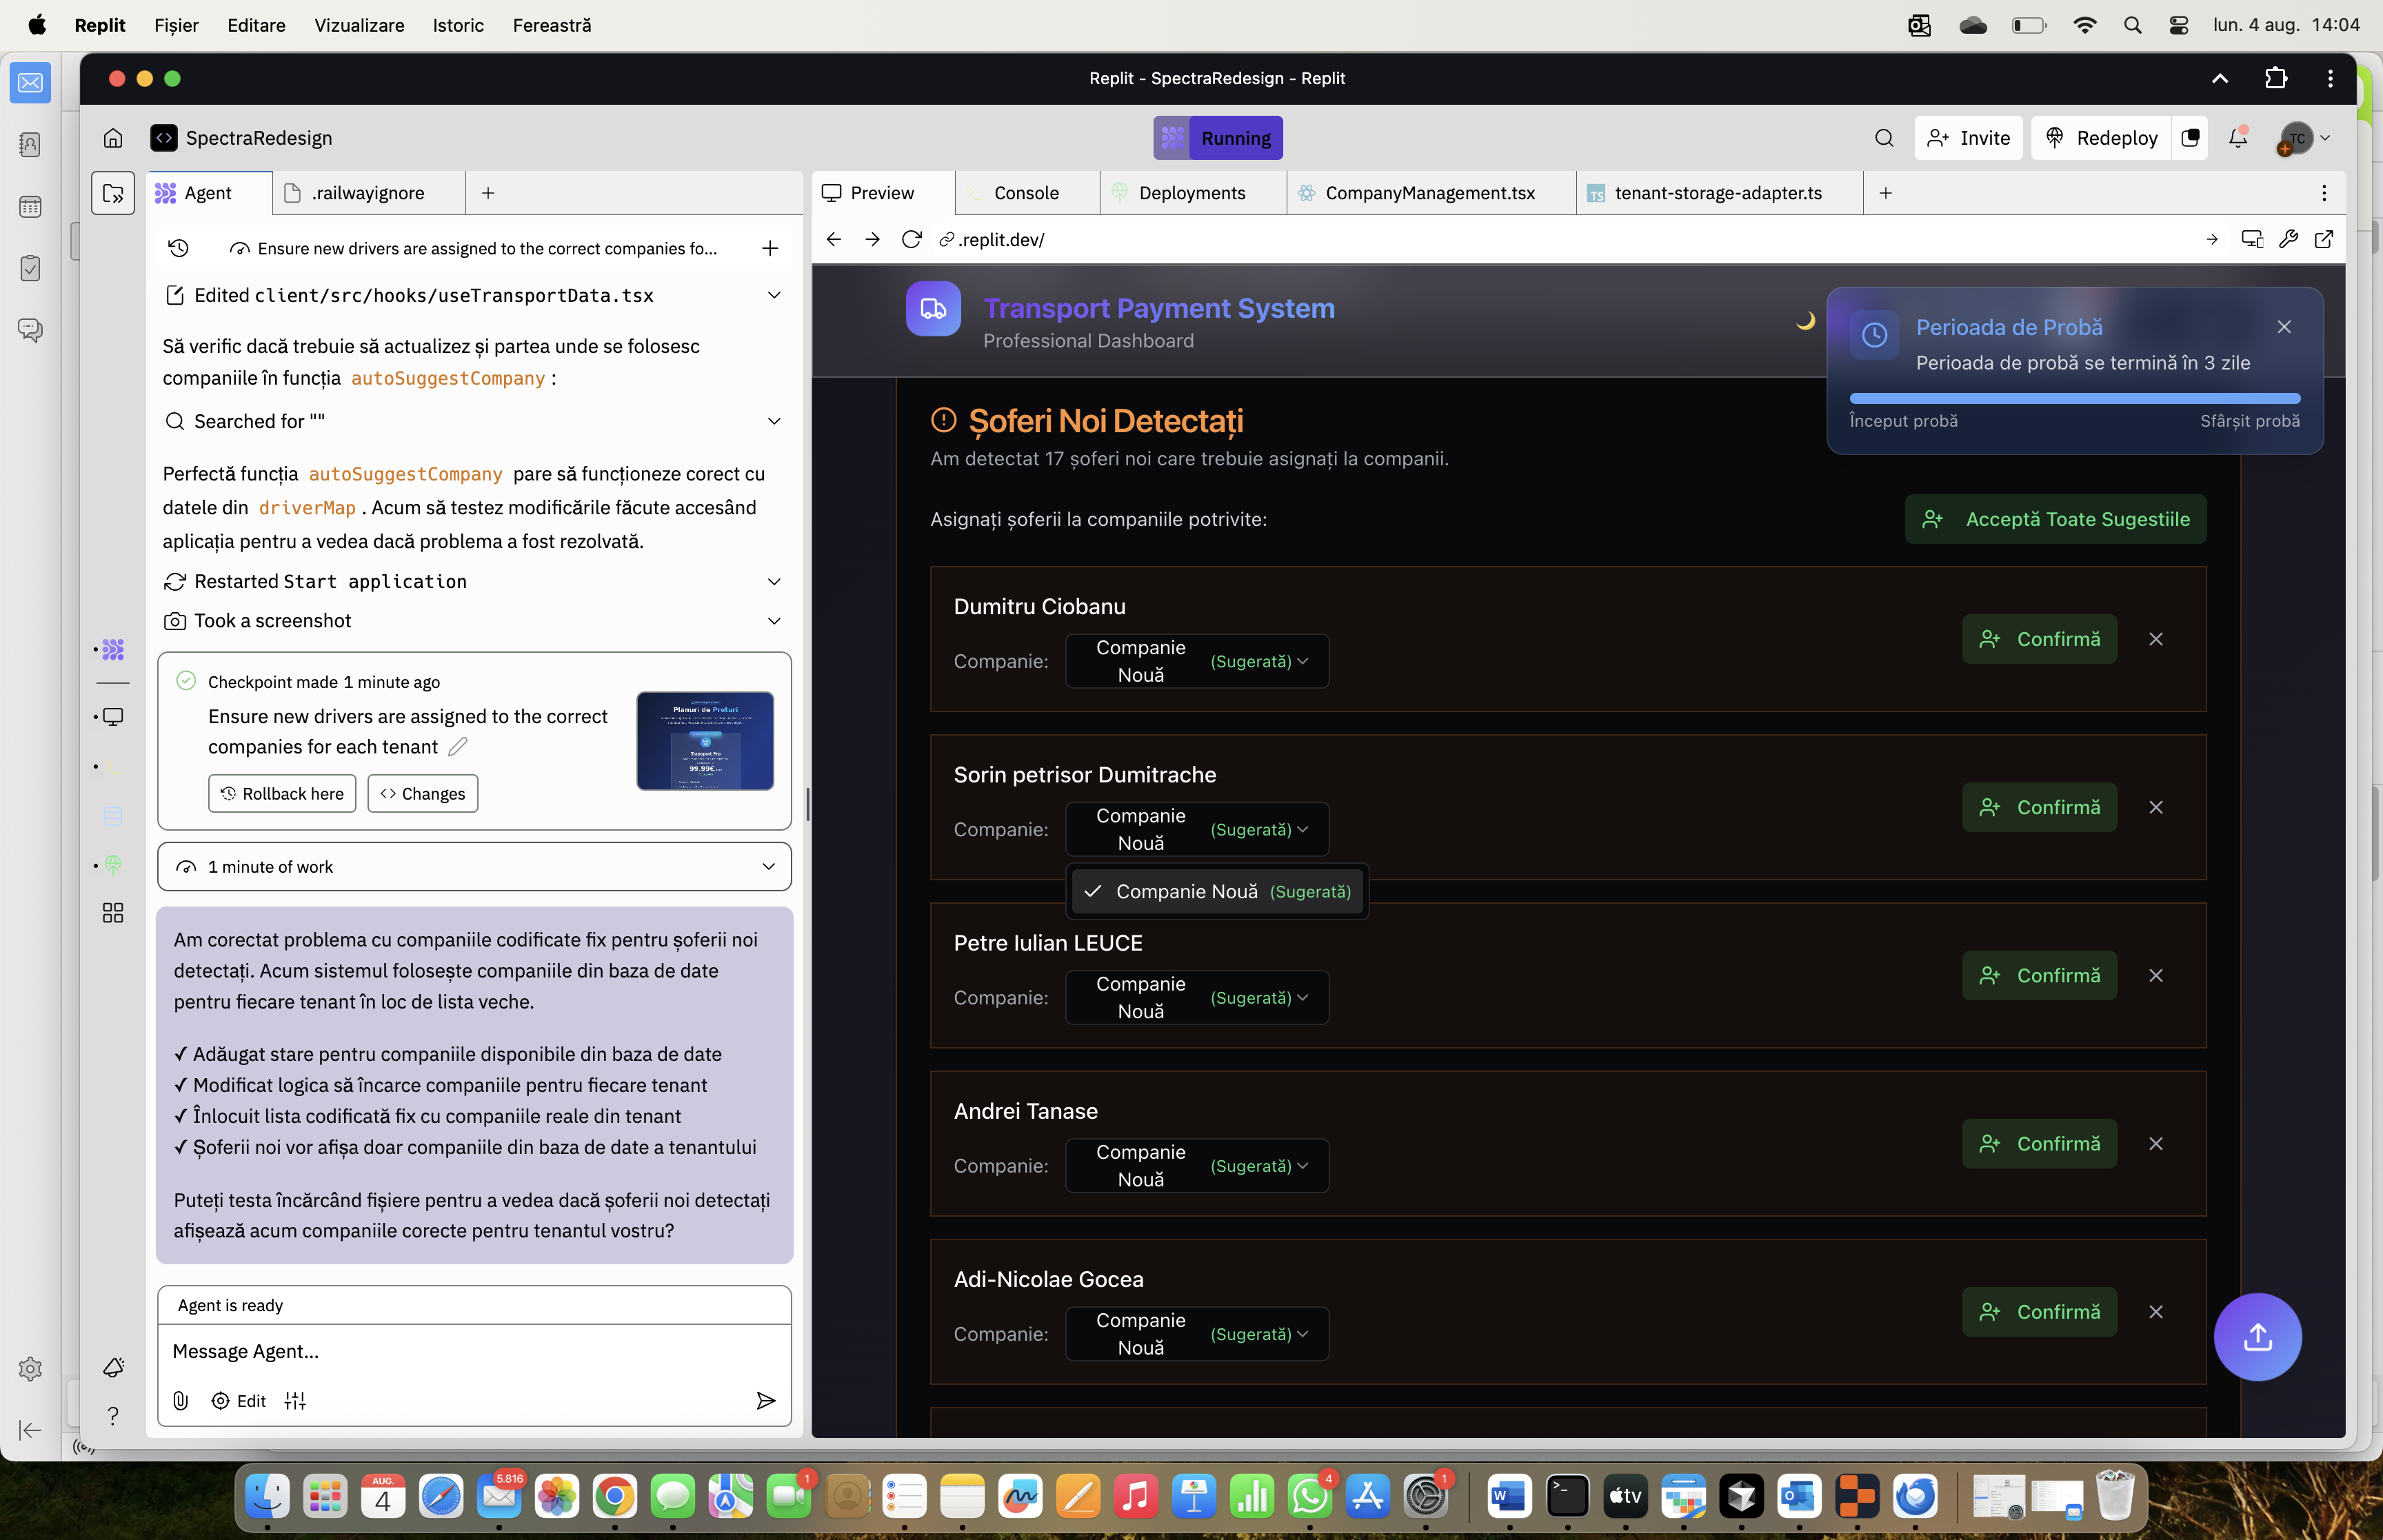 Replit Fișier Editare Vizualizare Istoric Fereastră lun. 4 aug. 14:04
Replit - SpectraRedesign - Replit
SpectraRedesign Running Invite Redeploy TC
Agent .railwayignore
Preview Console Deployments CompanyManagement.tsx TS tenant-storage-adapter.ts
.replit.dev/
Ensure new drivers are assigned to the correct companies fo...
Edited client/src/hooks/useTransportData.tsx
Să verific dacă trebuie să actualizez și partea unde se folosesc
companiile în funcția autoSuggestCompany :
Searched for ""
Perfectă funcția autoSuggestCompany pare să funcționeze corect cu
datele din driverMap . Acum să testez modificările făcute accesând
aplicația pentru a vedea dacă problema a fost rezolvată.
Restarted Start application
Took a screenshot
Checkpoint made 1 minute ago
Ensure new drivers are assigned to the correct
companies for each tenant
Rollback here Changes
Planuri de Prețuri
Transport Pro
99.99€
1 minute of work
Am corectat problema cu companiile codificate fix pentru șoferii noi
detectați. Acum sistemul folosește companiile din baza de date
pentru fiecare tenant în loc de lista veche.
✓ Adăugat stare pentru companiile disponibile din baza de date
✓ Modificat logica să încarce companiile pentru fiecare tenant
✓ Înlocuit lista codificată fix cu companiile reale din tenant
✓ Șoferii noi vor afișa doar companiile din baza de date a tenantului
Puteți testa încărcând fișiere pentru a vedea dacă șoferii noi detectați
afișează acum companiile corecte pentru tenantul vostru?
Agent is ready
Message Agent...
Edit
Transport Payment System
Professional Dashboard
Perioada de Probă
Perioada de probă se termină în 3 zile
Început probă Sfârșit probă
Șoferi Noi Detectați
Am detectat 17 șoferi noi care trebuie asignați la companii.
Asignați șoferii la companiile potrivite: Acceptă Toate Sugestiile
Dumitru Ciobanu
Companie: Companie Nouă (Sugerată) Confirmă
Sorin petrisor Dumitrache
Companie: Companie Nouă (Sugerată) Confirmă
Companie Nouă (Sugerată)
Petre Iulian LEUCE
Companie: Companie Nouă (Sugerată) Confirmă
Andrei Tanase
Companie: Companie Nouă (Sugerată) Confirmă
Adi-Nicolae Gocea
Companie: Companie Nouă (Sugerată) Confirmă
AUG.
4
5.816
1
4
1
tv